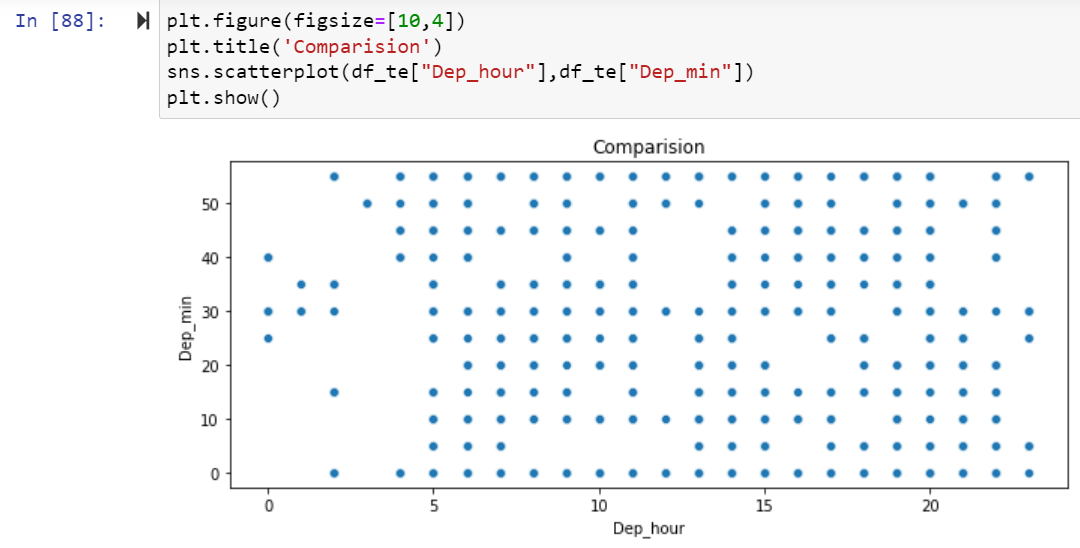 In [88]:
plt.figure(figsize=[10,4])
plt.title('Comparision')
sns.scatterplot(df_te["Dep_hour"],df_te["Dep_min"])
plt.show()
Comparision
50
40
30
20
10
0
Dep_min
0 5 10 15 20
Dep_hour